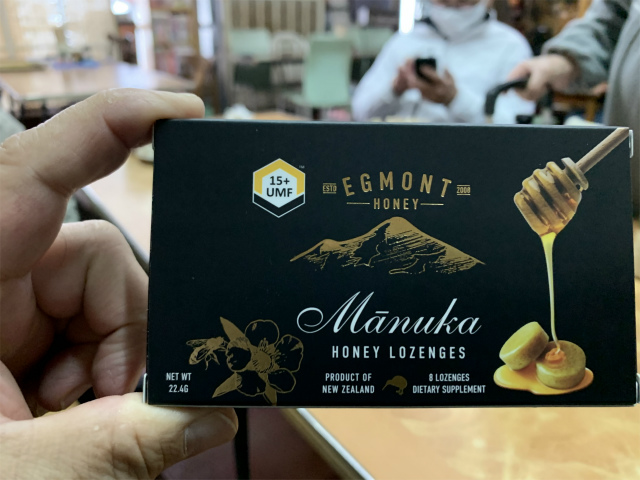 15+
UMF
™
ESTD EGMONT 2008
HONEY
Mānuka
HONEY LOZENGES
NET WT
22.4G
PRODUCT OF
NEW ZEALAND
8 LOZENGES
DIETARY SUPPLEMENT